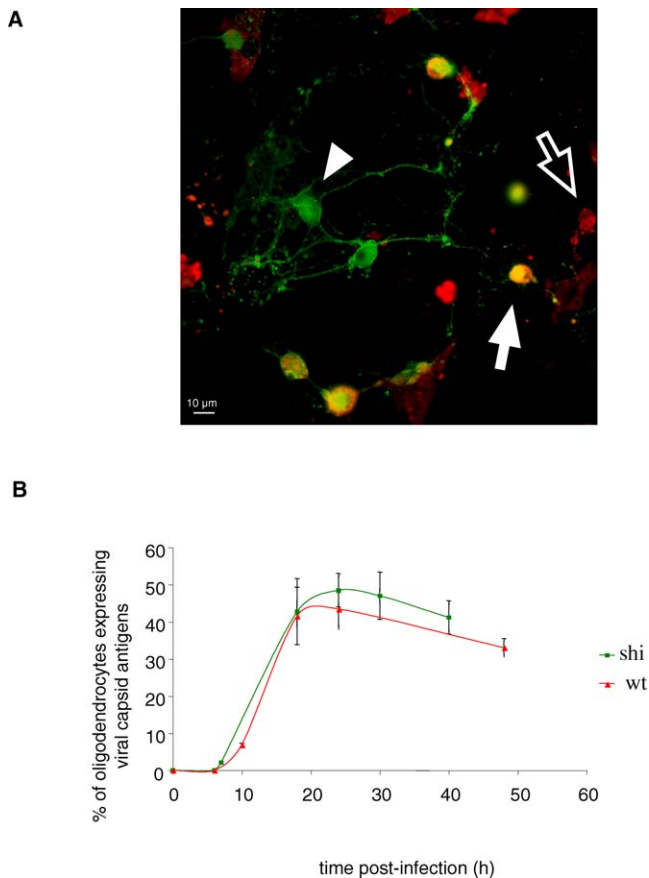 A
10 µm
B
% of oligodendrocytes expressing
viral capsid antigens
60
50
40
30
20
10
0
0 10 20 30 40 50 60
time post-infection (h)
shi
wt